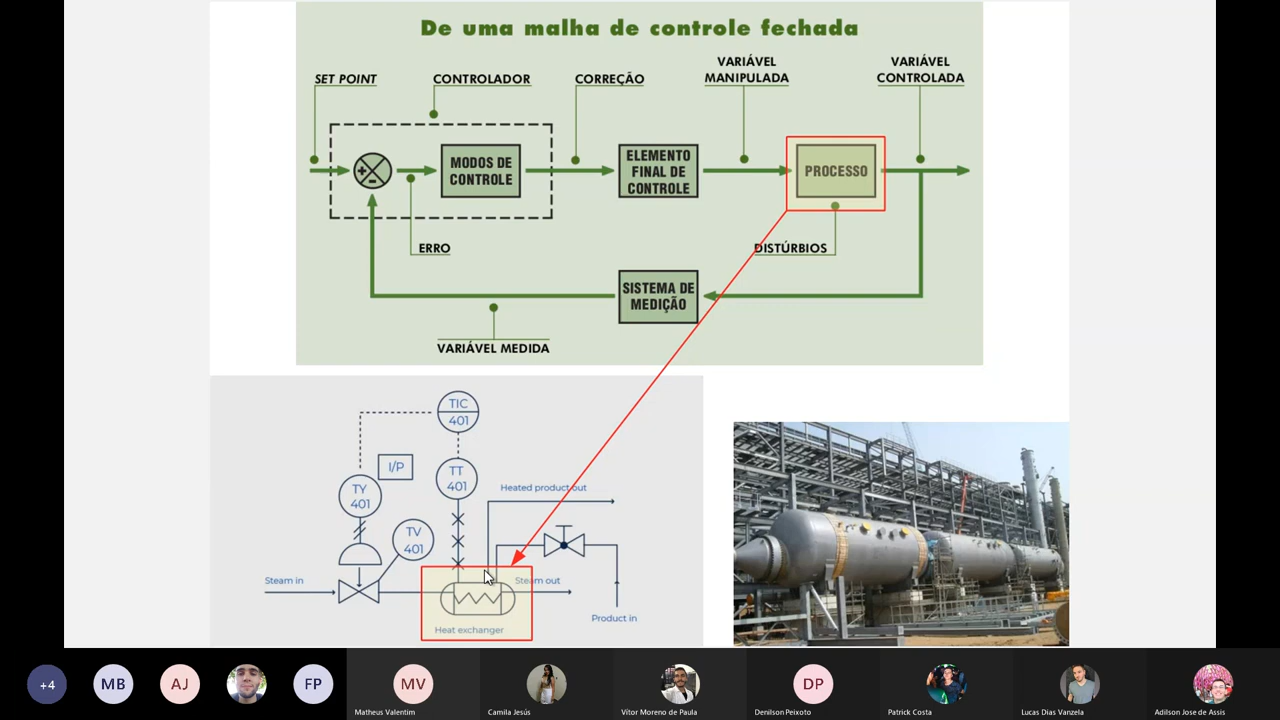 De uma malha de controle fechada
SET POINT
CONTROLADOR
CORREÇÃO
VARIÁVEL
MANIPULADA
VARIÁVEL
CONTROLADA
MODOS DE
CONTROLE
ELEMENTO
FINAL DE
CONTROLE
PROCESSO
ERRO
DISTÚRBIOS
SISTEMA DE
MEDIÇÃO
VARIÁVEL MEDIDA
TIC
401
I/P
TT
401
TY
401
TV
401
Heated product out
Steam in
Steam out
Product in
Heat exchanger
+4
MB
AJ
FP
MV
DP
Matheus Valentim
Camila Jesús
Vítor Moreno de Paula
Denilson Peixoto
Patrick Costa
Lucas Dias Vanzela
Adilson Jose de Assis